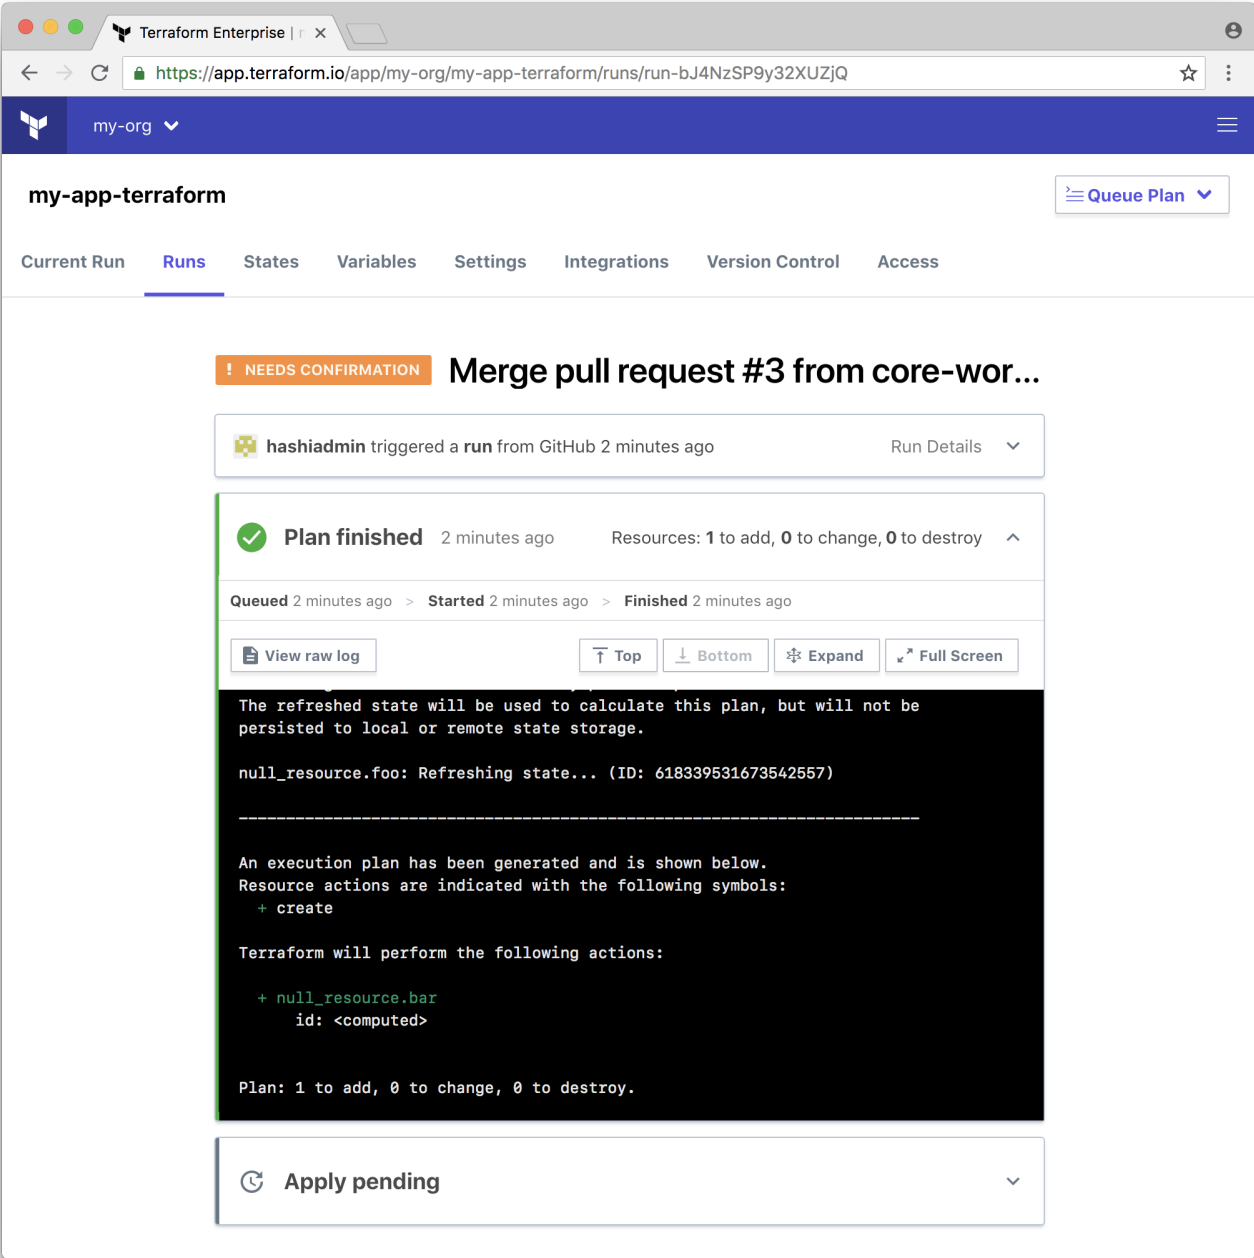 Terraform Enterprise | r
https://app.terraform.io/app/my-org/my-app-terraform/runs/run-bJ4NzSP9y32XUZjQ
my-org
my-app-terraform
Queue Plan
Current Run Runs States Variables Settings Integrations Version Control Access
! NEEDS CONFIRMATION Merge pull request #3 from core-wor...
hashiadmin triggered a run from GitHub 2 minutes ago Run Details
Plan finished 2 minutes ago Resources: 1 to add, 0 to change, 0 to destroy
Queued 2 minutes ago > Started 2 minutes ago > Finished 2 minutes ago
View raw log Top Bottom Expand Full Screen
The refreshed state will be used to calculate this plan, but will not be
persisted to local or remote state storage.
null_resource.foo: Refreshing state... (ID: 618339531673542557)
------------------------------------------------------------------------
An execution plan has been generated and is shown below.
Resource actions are indicated with the following symbols:
+ create
Terraform will perform the following actions:
+ null_resource.bar
id: <computed>
Plan: 1 to add, 0 to change, 0 to destroy.
Apply pending